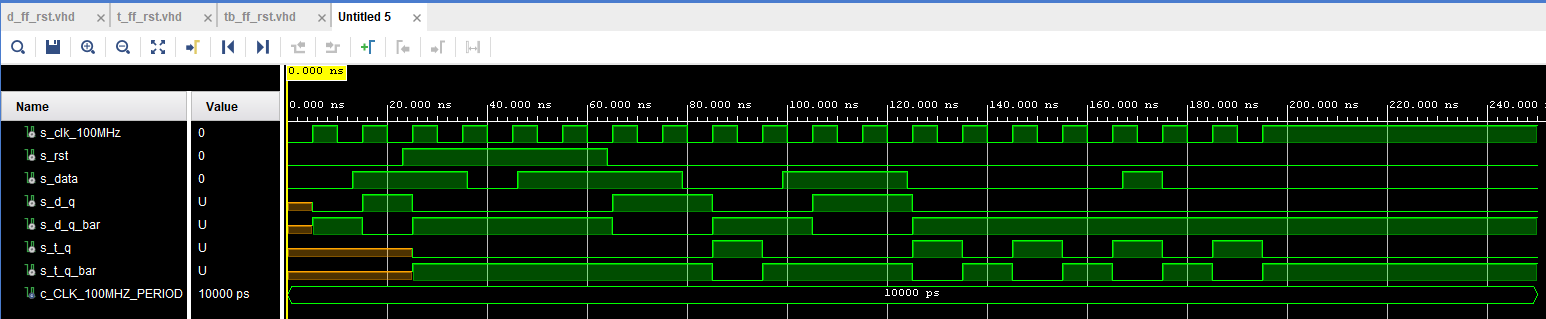 d_ff_rst.vhd × t_ff_rst.vhd × tb_ff_rst.vhd × Untitled 5 ×
0.000 ns
Name Value
0.000 ns 20.000 ns 40.000 ns 60.000 ns 80.000 ns 100.000 ns 120.000 ns 140.000 ns 160.000 ns 180.000 ns 200.000 ns 220.000 ns 240.000
s_clk_100MHz 0
s_rst 0
s_data 0
s_d_q U
s_d_q_bar U
s_t_q U
s_t_q_bar U
c_CLK_100MHZ_PERIOD 10000 ps 10000 ps